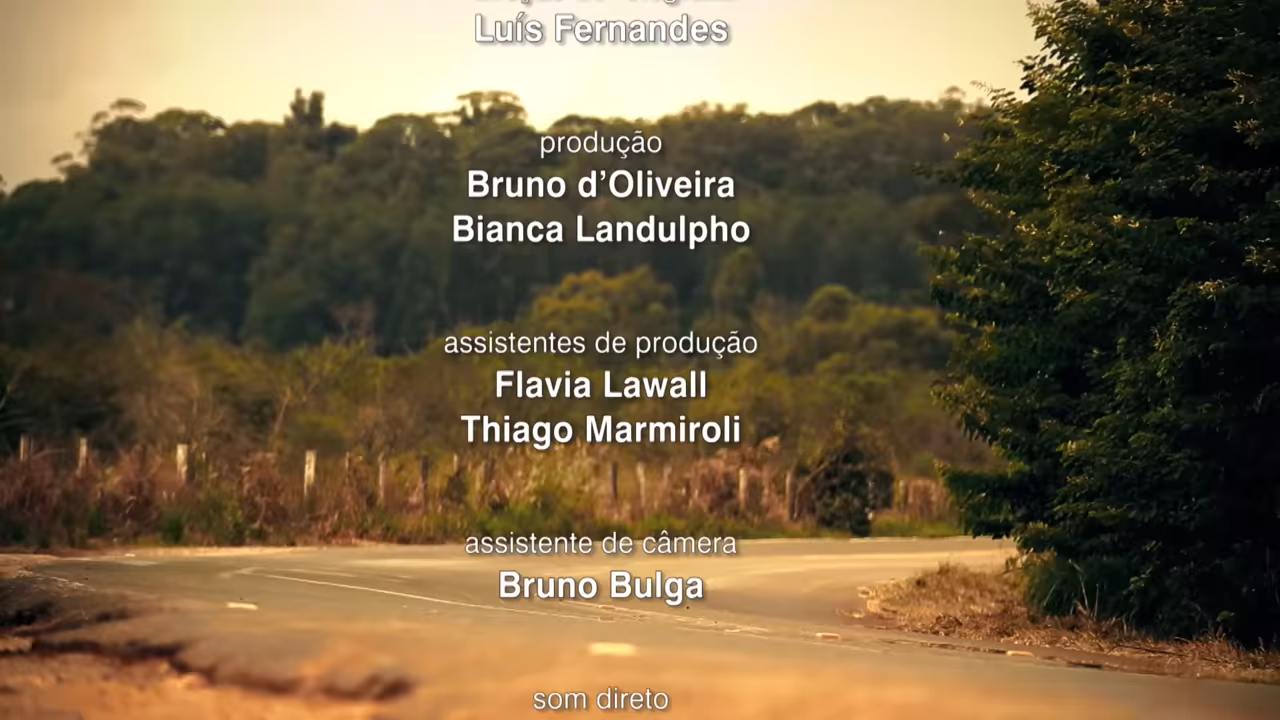 Luís Fernandes
produção
Bruno d’Oliveira
Bianca Landulpho
assistentes de produção
Flavia Lawall
Thiago Marmiroli
assistente de câmera
Bruno Bulga
som direto